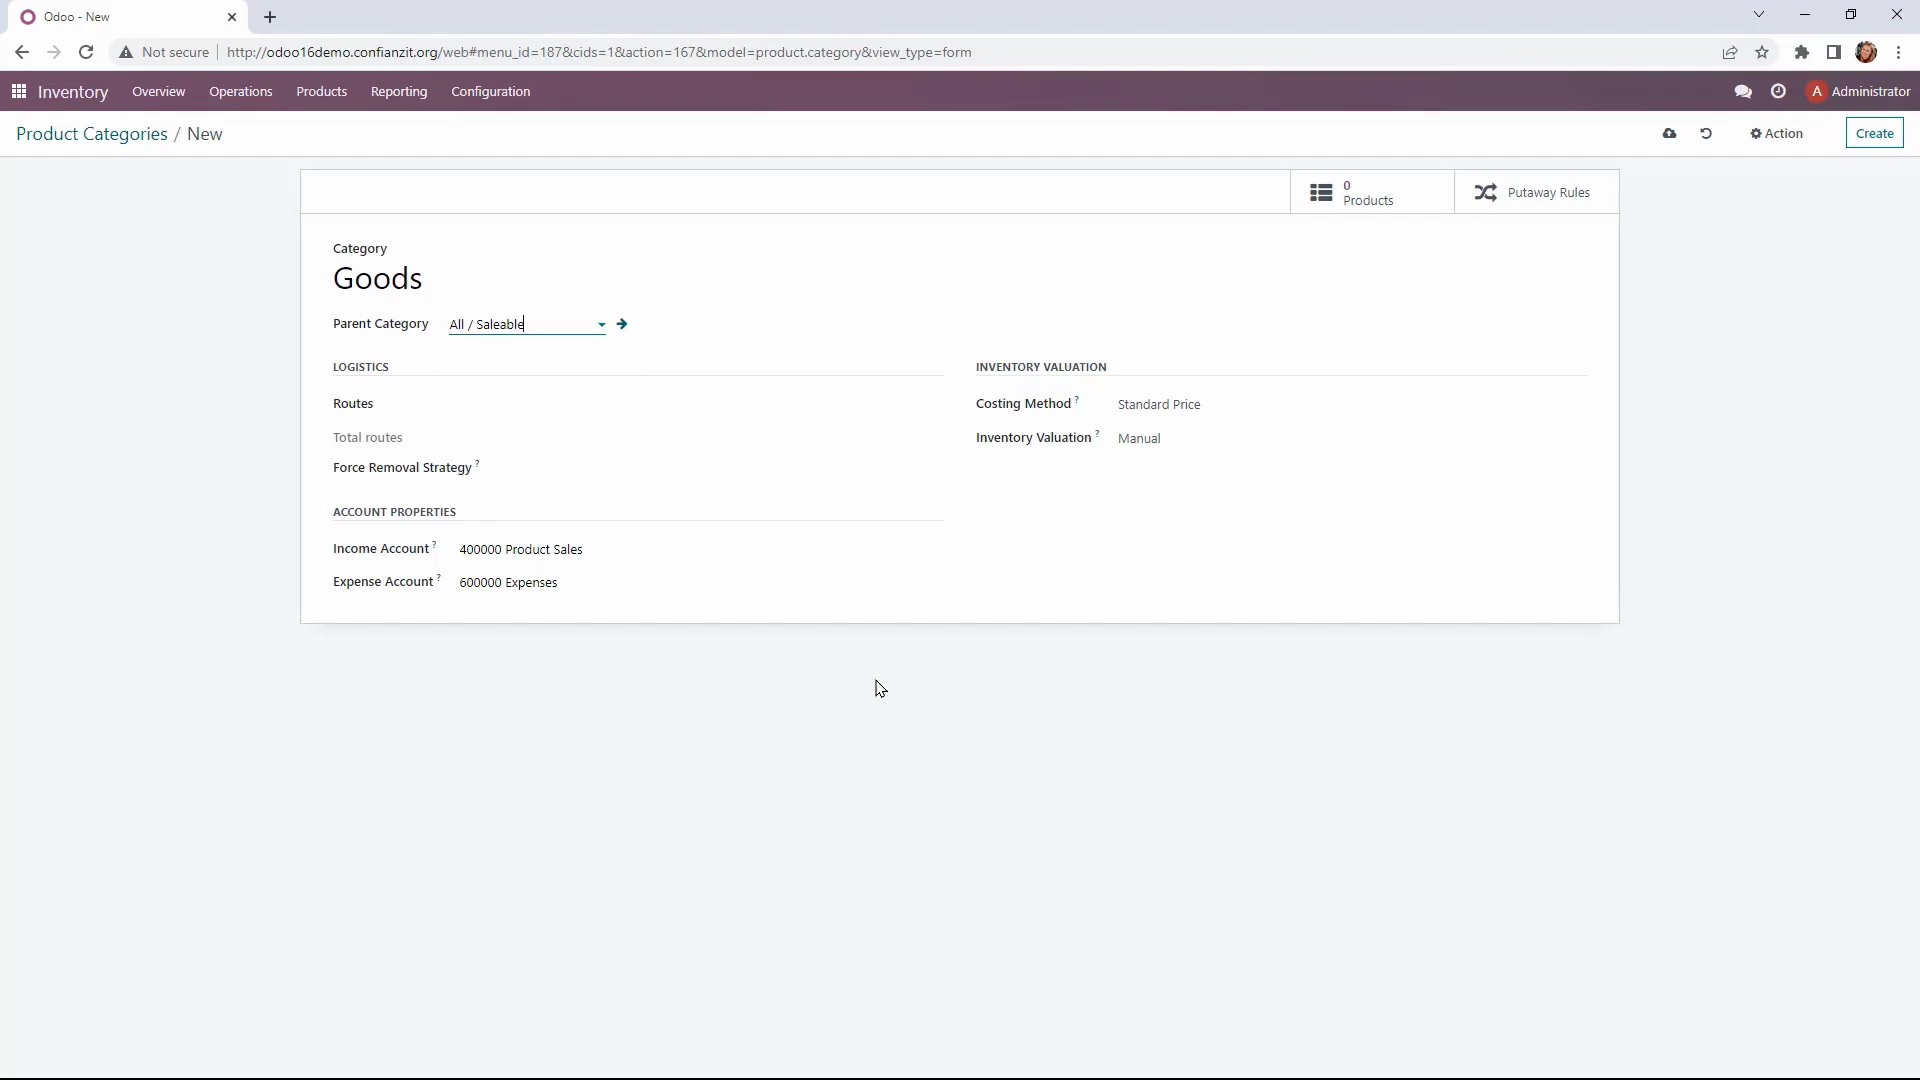 Odoo - New
Not secure
http://odoo16demo.confianzit.org/web#menu_id=187&cids=1&action=167&model=product.category&view_type=form
Inventory Overview Operations Products Reporting Configuration A Administrator
Product Categories / New Action Create
0
Products
Putaway Rules
Category
Goods
Parent Category All / Saleable
LOGISTICS
Routes
Total routes
Force Removal Strategy ?
INVENTORY VALUATION
Costing Method ? Standard Price
Inventory Valuation ? Manual
ACCOUNT PROPERTIES
Income Account ? 400000 Product Sales
Expense Account ? 600000 Expenses